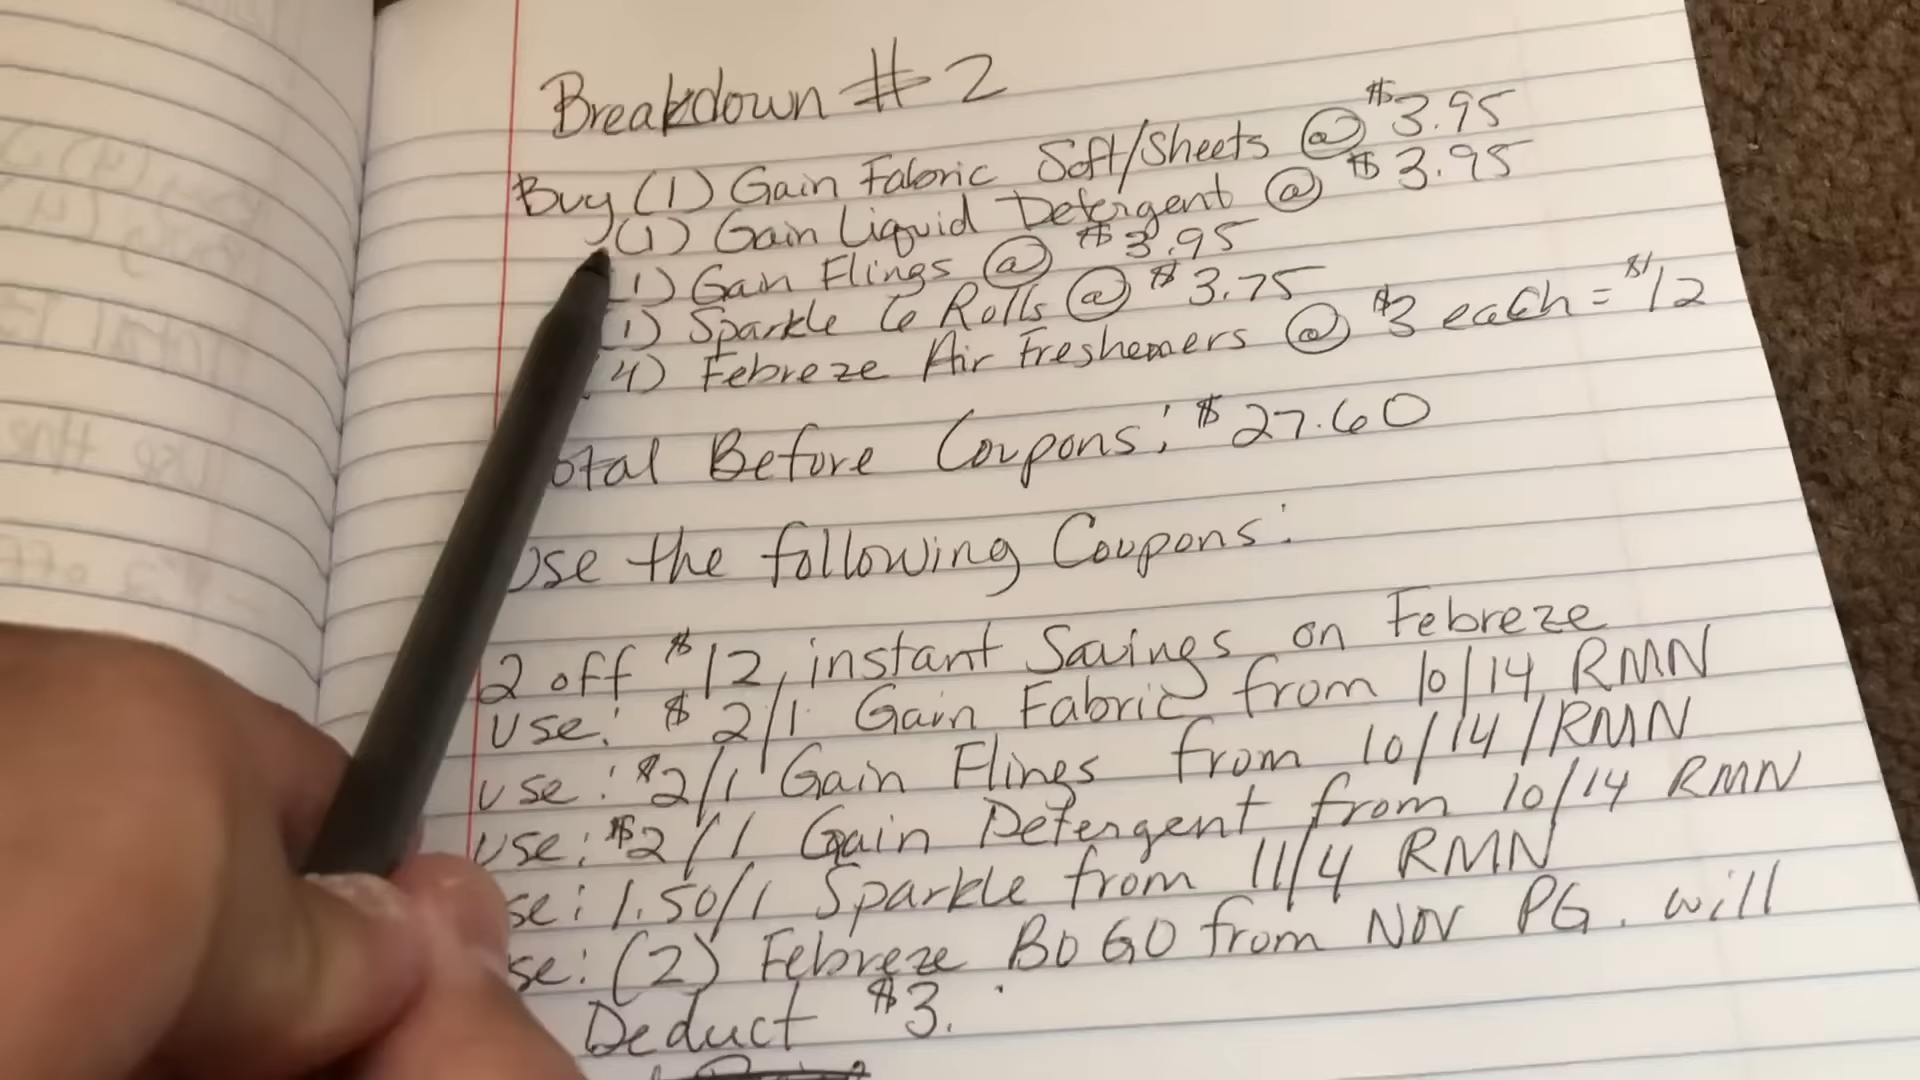 Breakdown # 2
Buy (1) Gain Fabric Soft/Sheets @ $3.95
(1) Gain Liquid Detergent @ $3.95
1) Gain Flings @ $3.95
1) Sparkle 6 Rolls @ $3.75
4) Febreze Air Freshemers @ $3 each = $12
otal Before Coupons: $27.60
Use the following Coupons:
2 off $12, instant Savings on Febreze
use: $2/1 Gain Fabric from 10/14 RMN
use: $2/1 Gain Flings from 10/14/RMN
use: $2/1 Gain Detergent from 10/14 RMN
se: 1.50/1 Sparkle from 11/4 RMN
se: (2) Febreze BOGO from NOV PG. will
Deduct $3.